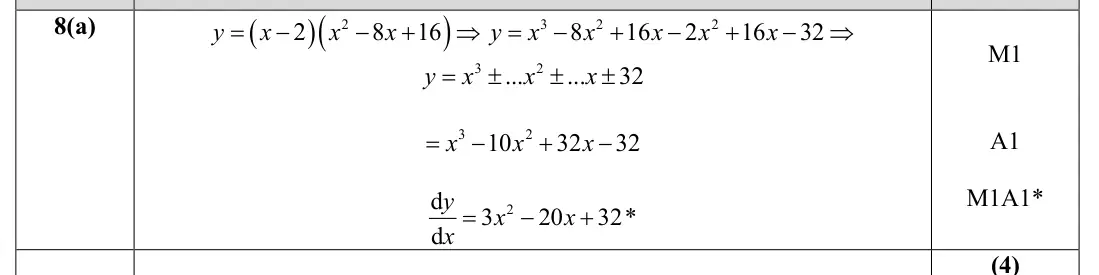 8(a)
y = (x − 2)(x² − 8x + 16) ⇒ y = x³ − 8x² + 16x − 2x² + 16x − 32 ⇒
M1
y = x³ ± ...x² ± ...x ± 32
= x³ − 10x² + 32x − 32
A1
dy/dx = 3x² − 20x + 32 *
M1A1*
(4)